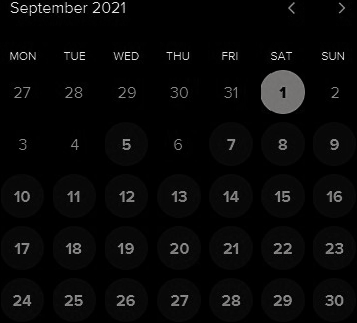 September 2021
MON TUE WED THU FRI SAT SUN
27 28 29 30 31 1 2
3 4 5 6 7 8 9
10 11 12 13 14 15 16
17 18 19 20 21 22 23
24 25 26 27 28 29 30